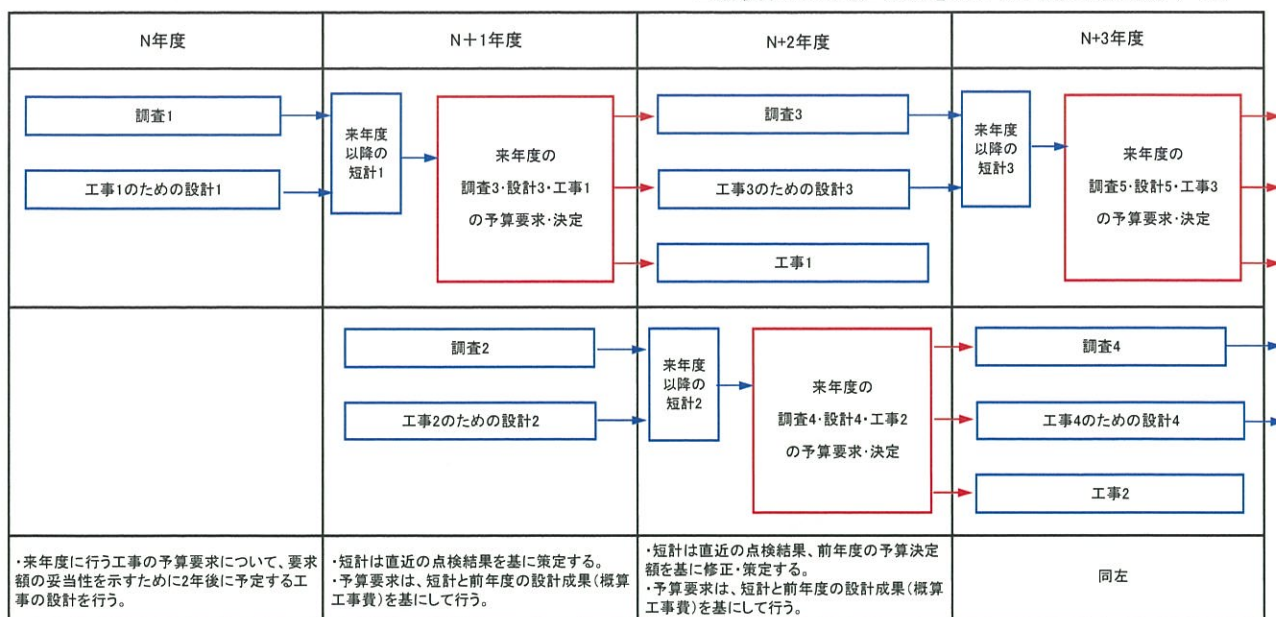 N年度
N＋1年度
N+2年度
N+3年度
調査1
工事1のための設計1
来年度
以降の
短計1
来年度の
調査3・設計3・工事1
の予算要求・決定
調査3
工事3のための設計3
工事1
来年度
以降の
短計3
来年度の
調査5・設計5・工事3
の予算要求・決定
調査2
工事2のための設計2
来年度
以降の
短計2
来年度の
調査4・設計4・工事2
の予算要求・決定
調査4
工事4のための設計4
工事2
・来年度に行う工事の予算要求について、要求
額の妥当性を示すために2年後に予定する工
事の設計を行う。
・短計は直近の点検結果を基に策定する。
・予算要求は、短計と前年度の設計成果（概算
工事費）を基にして行う。
・短計は直近の点検結果、前年度の予算決定
額を基に修正・策定する。
・予算要求は、短計と前年度の設計成果（概算
工事費）を基にして行う。
同左